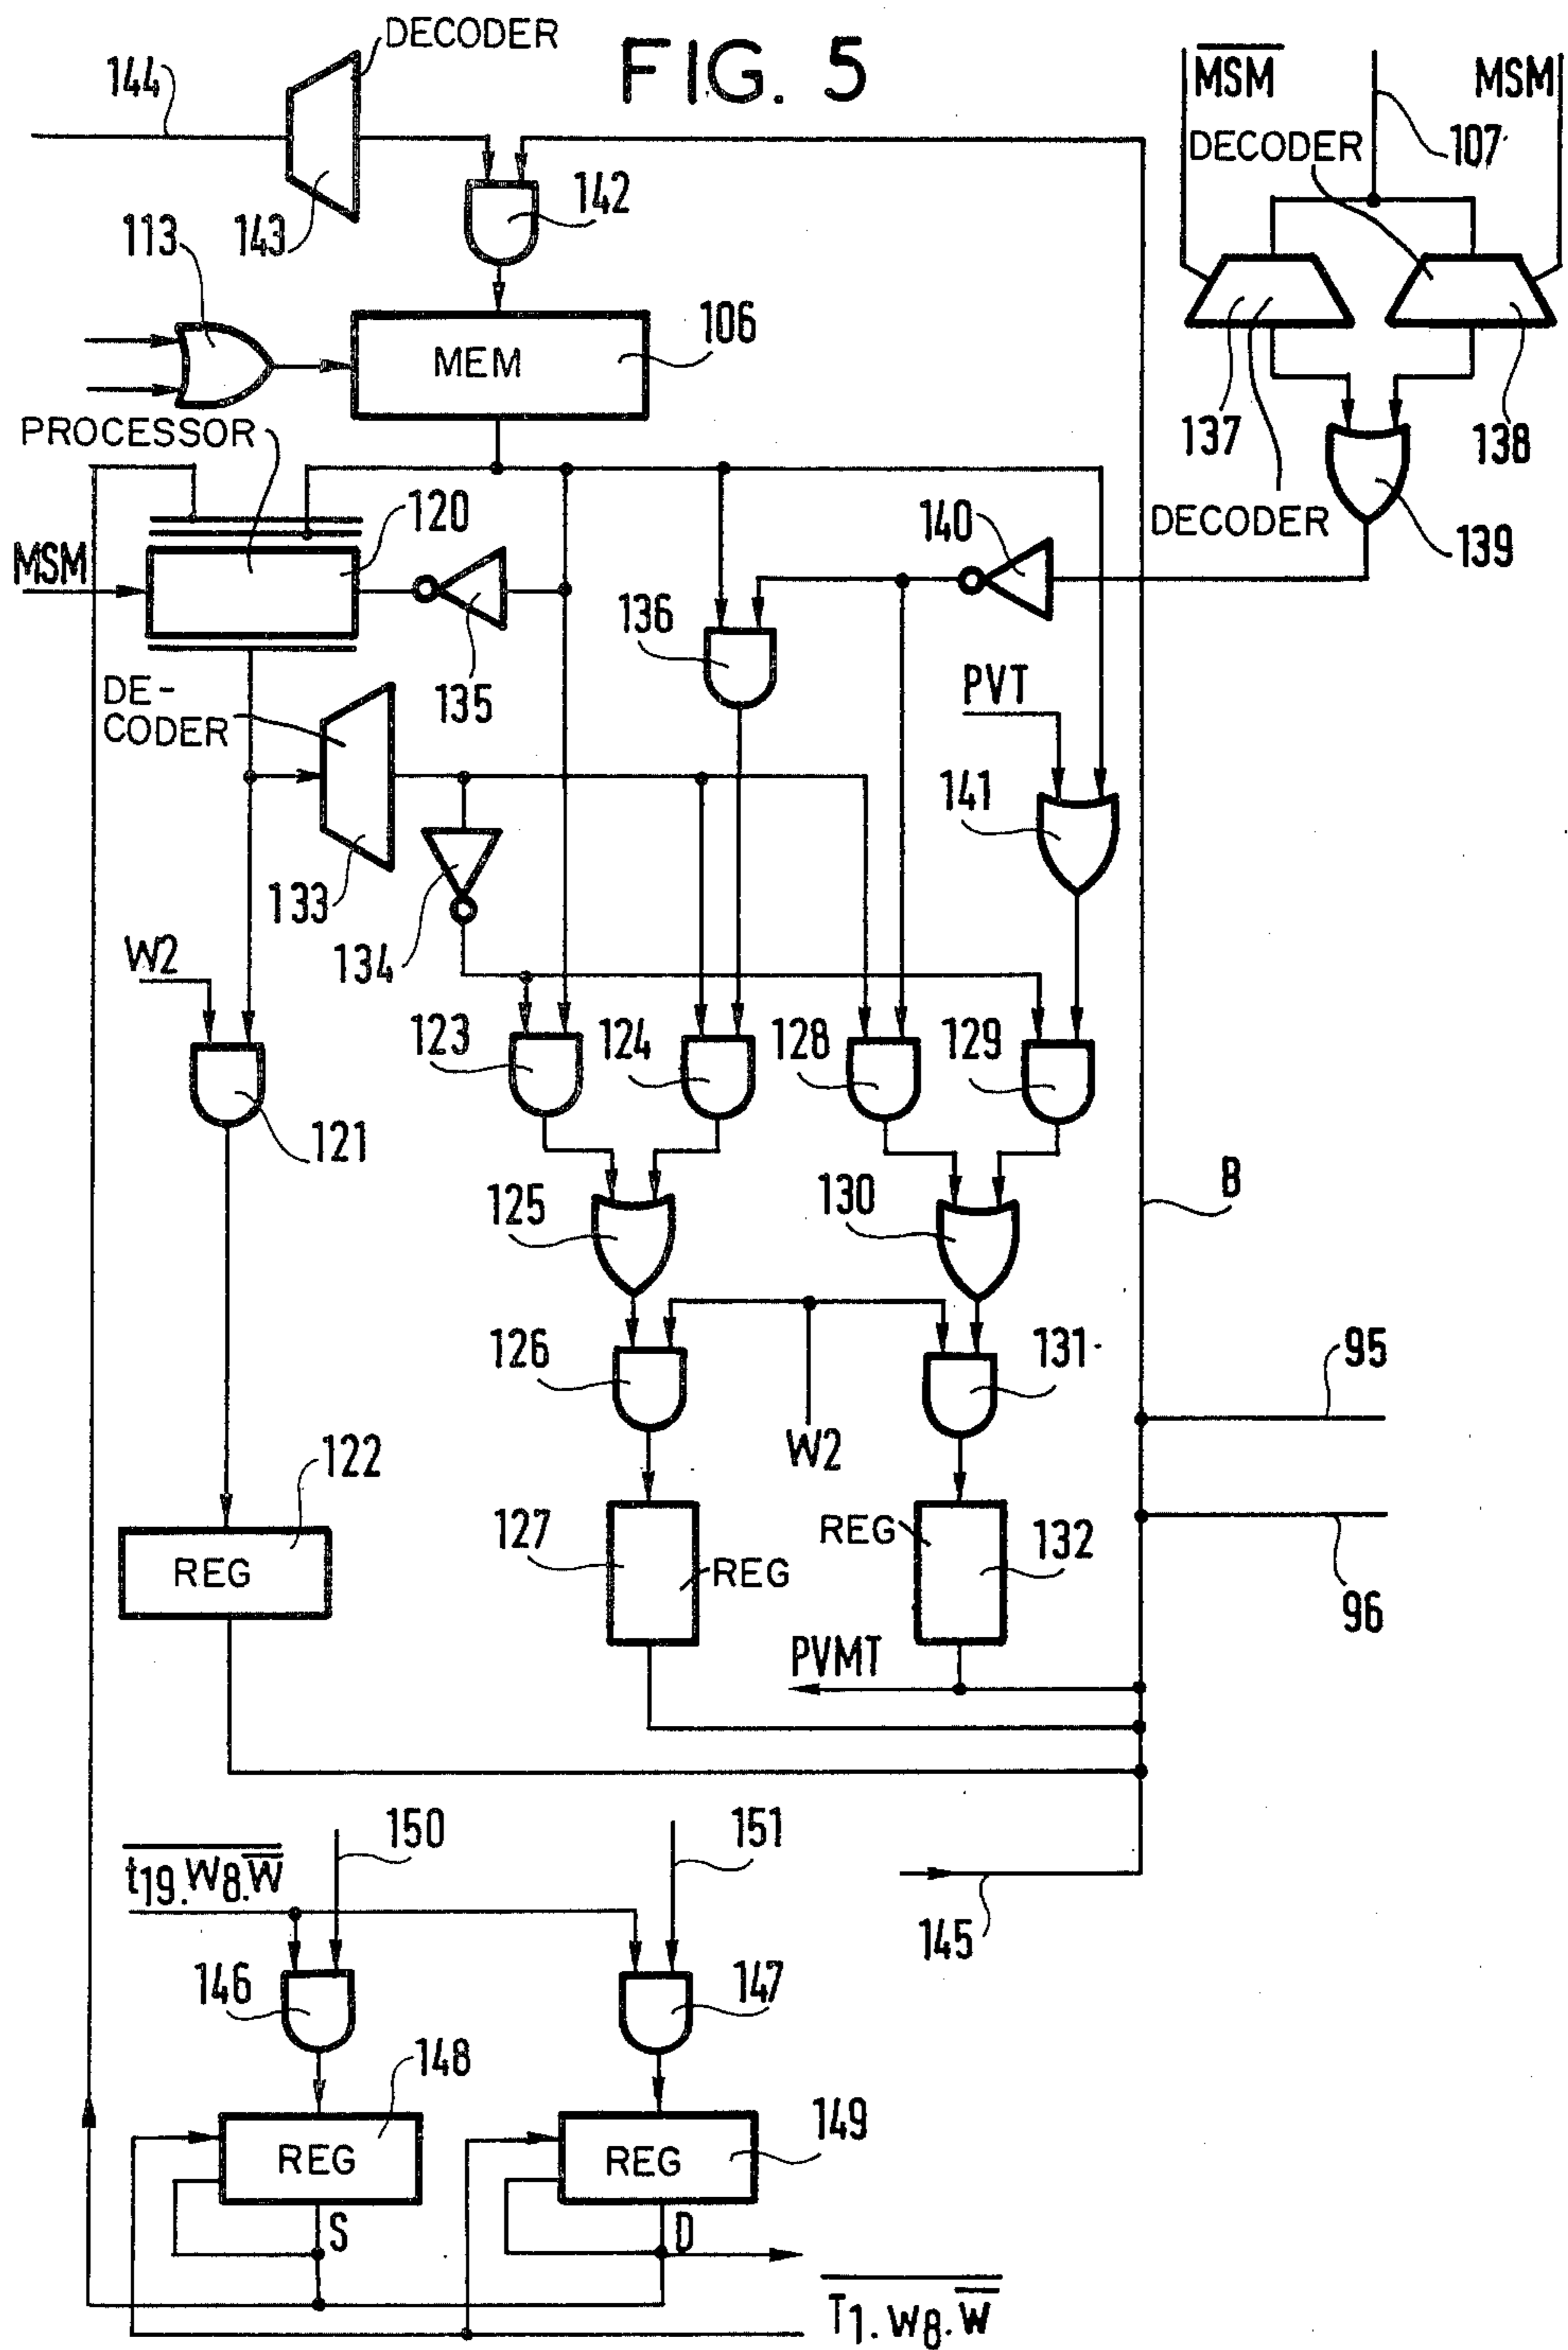 FIG. 5
DECODER
144
143
142
113
MEM
106
M̅S̅M̅
MSM
107
DECODER
137
138
DECODER
139
PROCESSOR
120
MSM
135
140
136
DE-
CODER
133
134
PVT
141
W2
121
123
124
128
129
125
130
B
126
131
W2
95
122
REG
127
REG
REG
132
96
PVMT
150
151
t19.W8.W̅
145
146
147
148
REG
149
REG
S
D
T1.W8.W̅